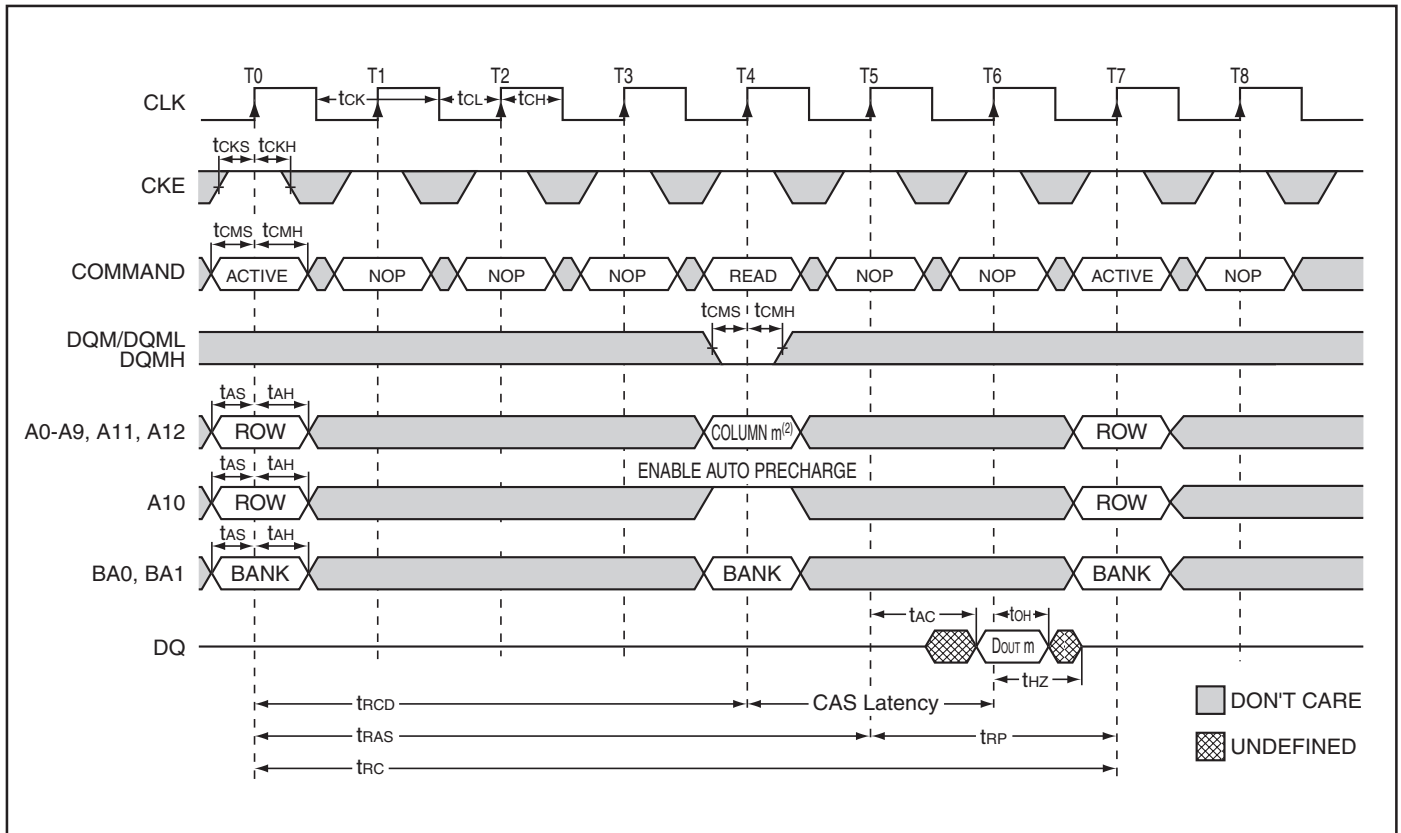 T0 T1 T2 T3 T4 T5 T6 T7 T8
CLK tCK tCL tCH
tCKS tCKH
CKE
tCMS tCMH
COMMAND ACTIVE NOP NOP NOP READ NOP NOP ACTIVE NOP
tCMS tCMH
DQM/DQML
DQMH
tAS tAH
A0-A9, A11, A12 ROW COLUMN m(2) ROW
tAS tAH ENABLE AUTO PRECHARGE
A10 ROW ROW
tAS tAH
BA0, BA1 BANK BANK BANK
tAC tOH
DQ DOUT m
tHZ
tRCD CAS Latency
DON'T CARE
tRAS tRP
UNDEFINED
tRC